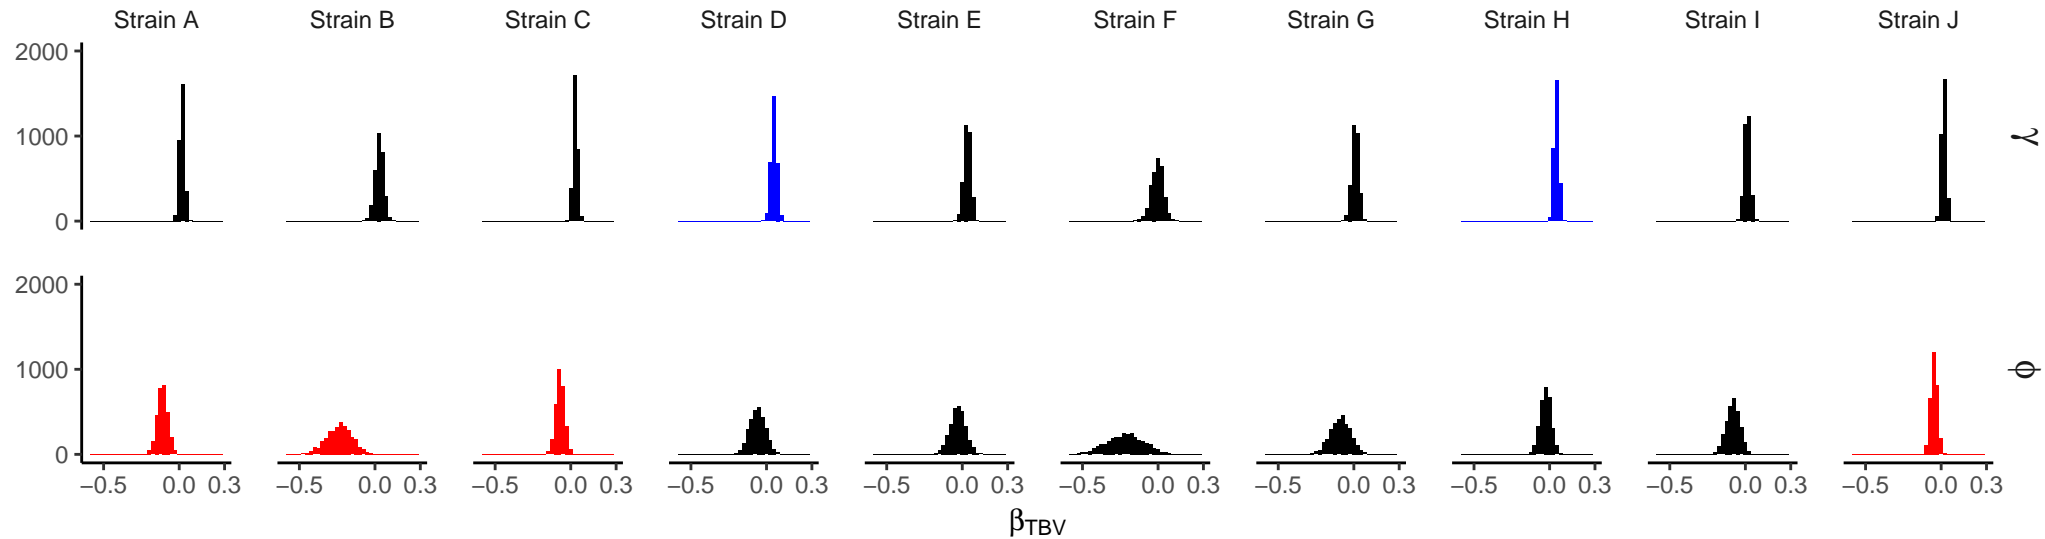 Strain A Strain B Strain C Strain D Strain E Strain F Strain G Strain H Strain I Strain J
2000
1000
0
γ
2000
1000
0
ϕ
−0.5 0.0 0.3 −0.5 0.0 0.3 −0.5 0.0 0.3 −0.5 0.0 0.3 −0.5 0.0 0.3 −0.5 0.0 0.3 −0.5 0.0 0.3 −0.5 0.0 0.3 −0.5 0.0 0.3 −0.5 0.0 0.3
βTBV